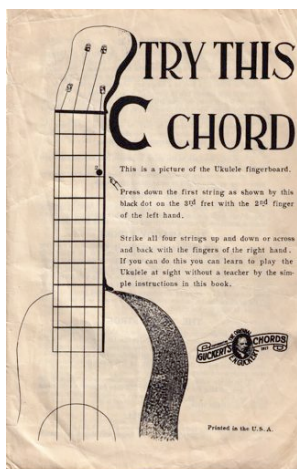 TRY THIS
C CHORD
This is a picture of the Ukulele fingerboard.
Press down the first string as shown by this
black dot on the 3rd fret with the 2nd finger
of the left hand.
Strike all four strings up and down or across
and back with the fingers of the right hand.
If you can do this you can learn to play the
Ukulele at sight without a teacher by the sim-
ple instructions in this book.
GUCKERT'S CHORDS
E.N. GUCKERT
Printed in the U. S. A.